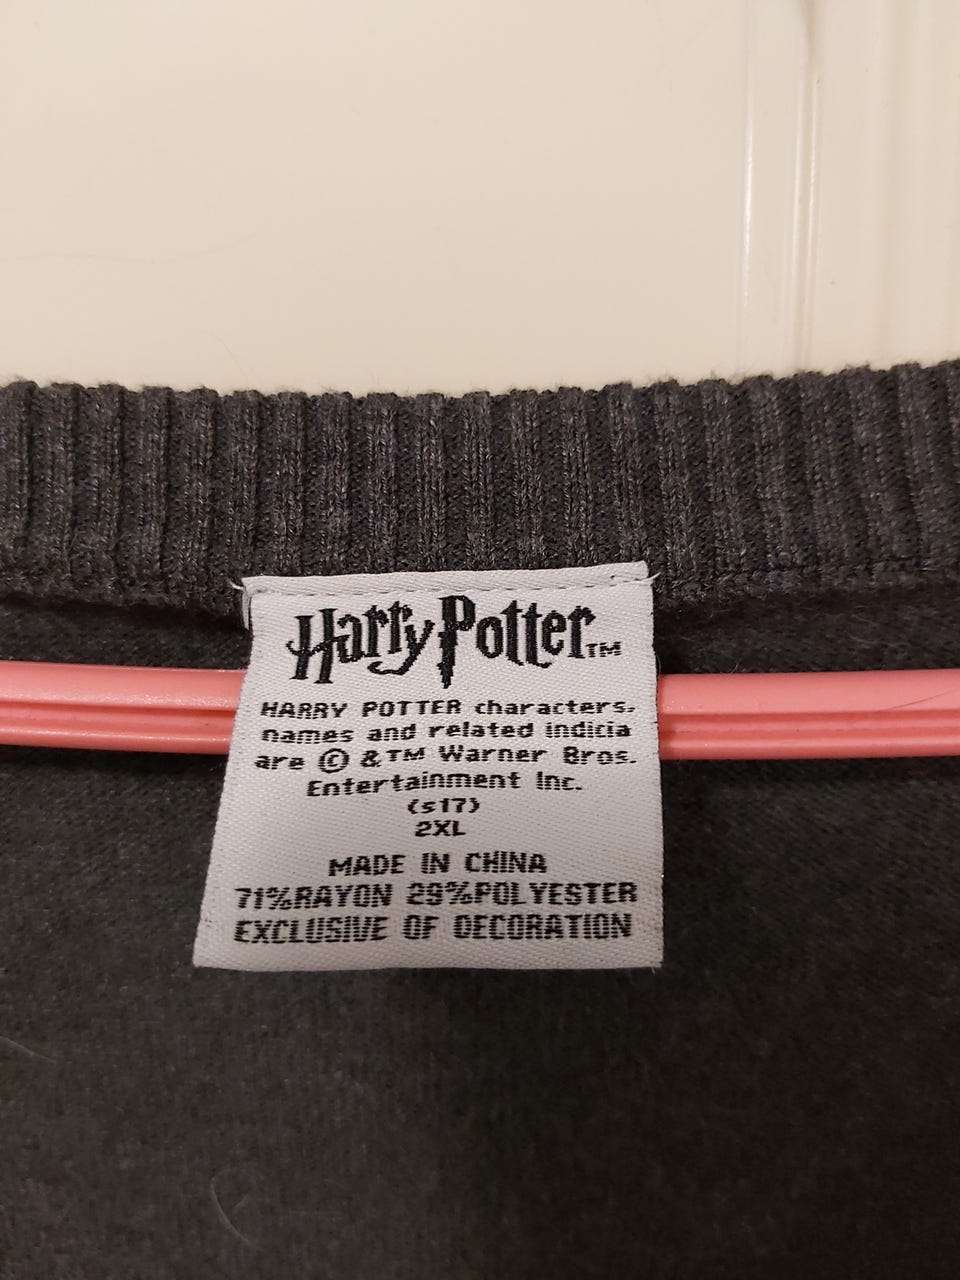 Harry Potter™
HARRY POTTER characters,
names and related indicia
are © & ™ Warner Bros.
Entertainment Inc.
(s17)
2XL
MADE IN CHINA
71%RAYON 29%POLYESTER
EXCLUSIVE OF DECORATION